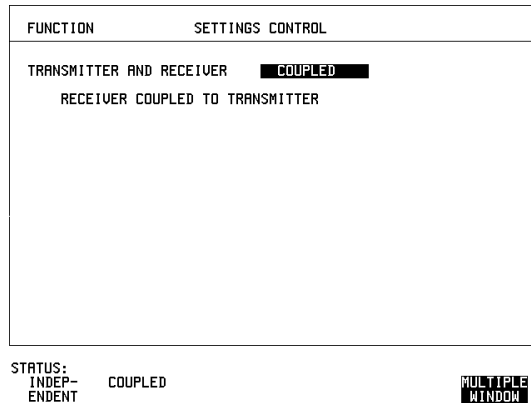 FUNCTION SETTINGS CONTROL
TRANSMITTER AND RECEIVER COUPLED
RECEIVER COUPLED TO TRANSMITTER
STATUS:
INDEP- COUPLED MULTIPLE
ENDENT WINDOW